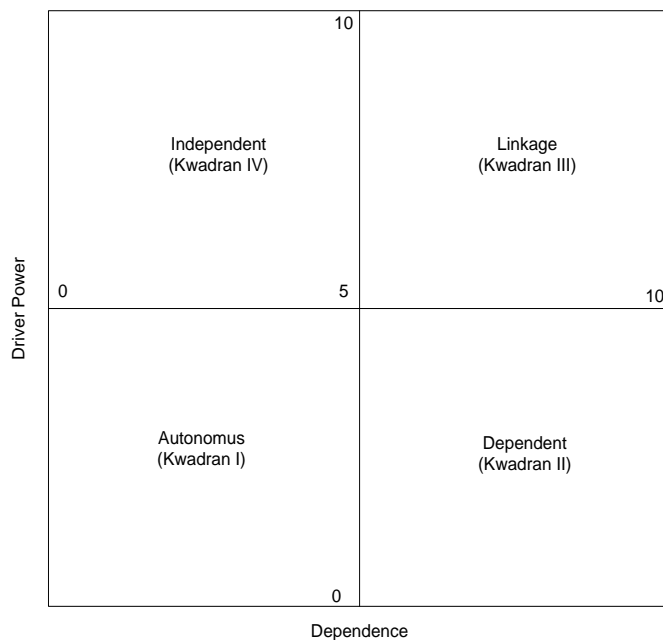 10
Independent
(Kwadran IV)
Linkage
(Kwadran III)
Driver Power
0
5
10
Autonomus
(Kwadran I)
Dependent
(Kwadran II)
0
Dependence